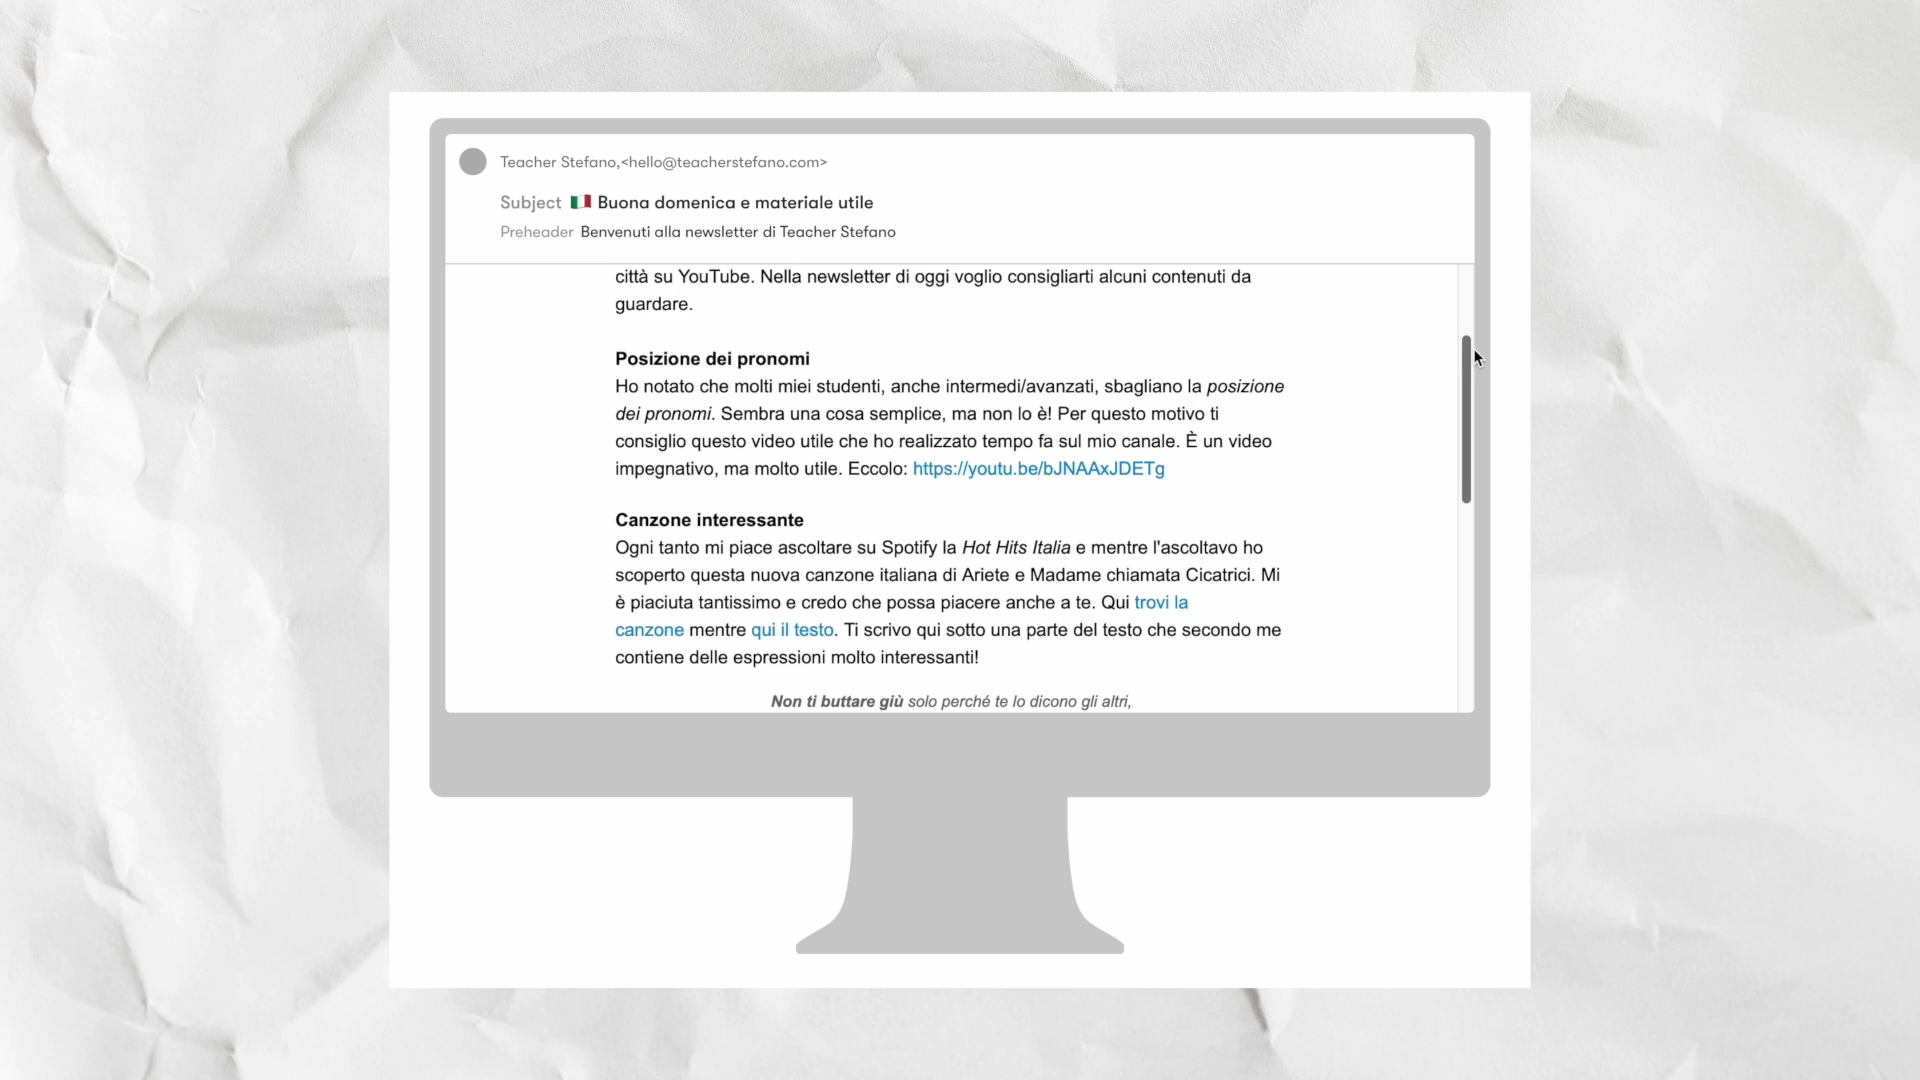 Teacher Stefano,<hello@teacherstefano.com>
Subject 🇮🇹 Buona domenica e materiale utile
Preheader Benvenuti alla newsletter di Teacher Stefano
città su YouTube. Nella newsletter di oggi voglio consigliarti alcuni contenuti da
guardare.
Posizione dei pronomi
Ho notato che molti miei studenti, anche intermedi/avanzati, sbagliano la posizione
dei pronomi. Sembra una cosa semplice, ma non lo è! Per questo motivo ti
consiglio questo video utile che ho realizzato tempo fa sul mio canale. È un video
impegnativo, ma molto utile. Eccolo: https://youtu.be/bJNAAxJDETg
Canzone interessante
Ogni tanto mi piace ascoltare su Spotify la Hot Hits Italia e mentre l'ascoltavo ho
scoperto questa nuova canzone italiana di Ariete e Madame chiamata Cicatrici. Mi
è piaciuta tantissimo e credo che possa piacere anche a te. Qui trovi la
canzone mentre qui il testo. Ti scrivo qui sotto una parte del testo che secondo me
contiene delle espressioni molto interessanti!
Non ti buttare giù solo perché te lo dicono gli altri,